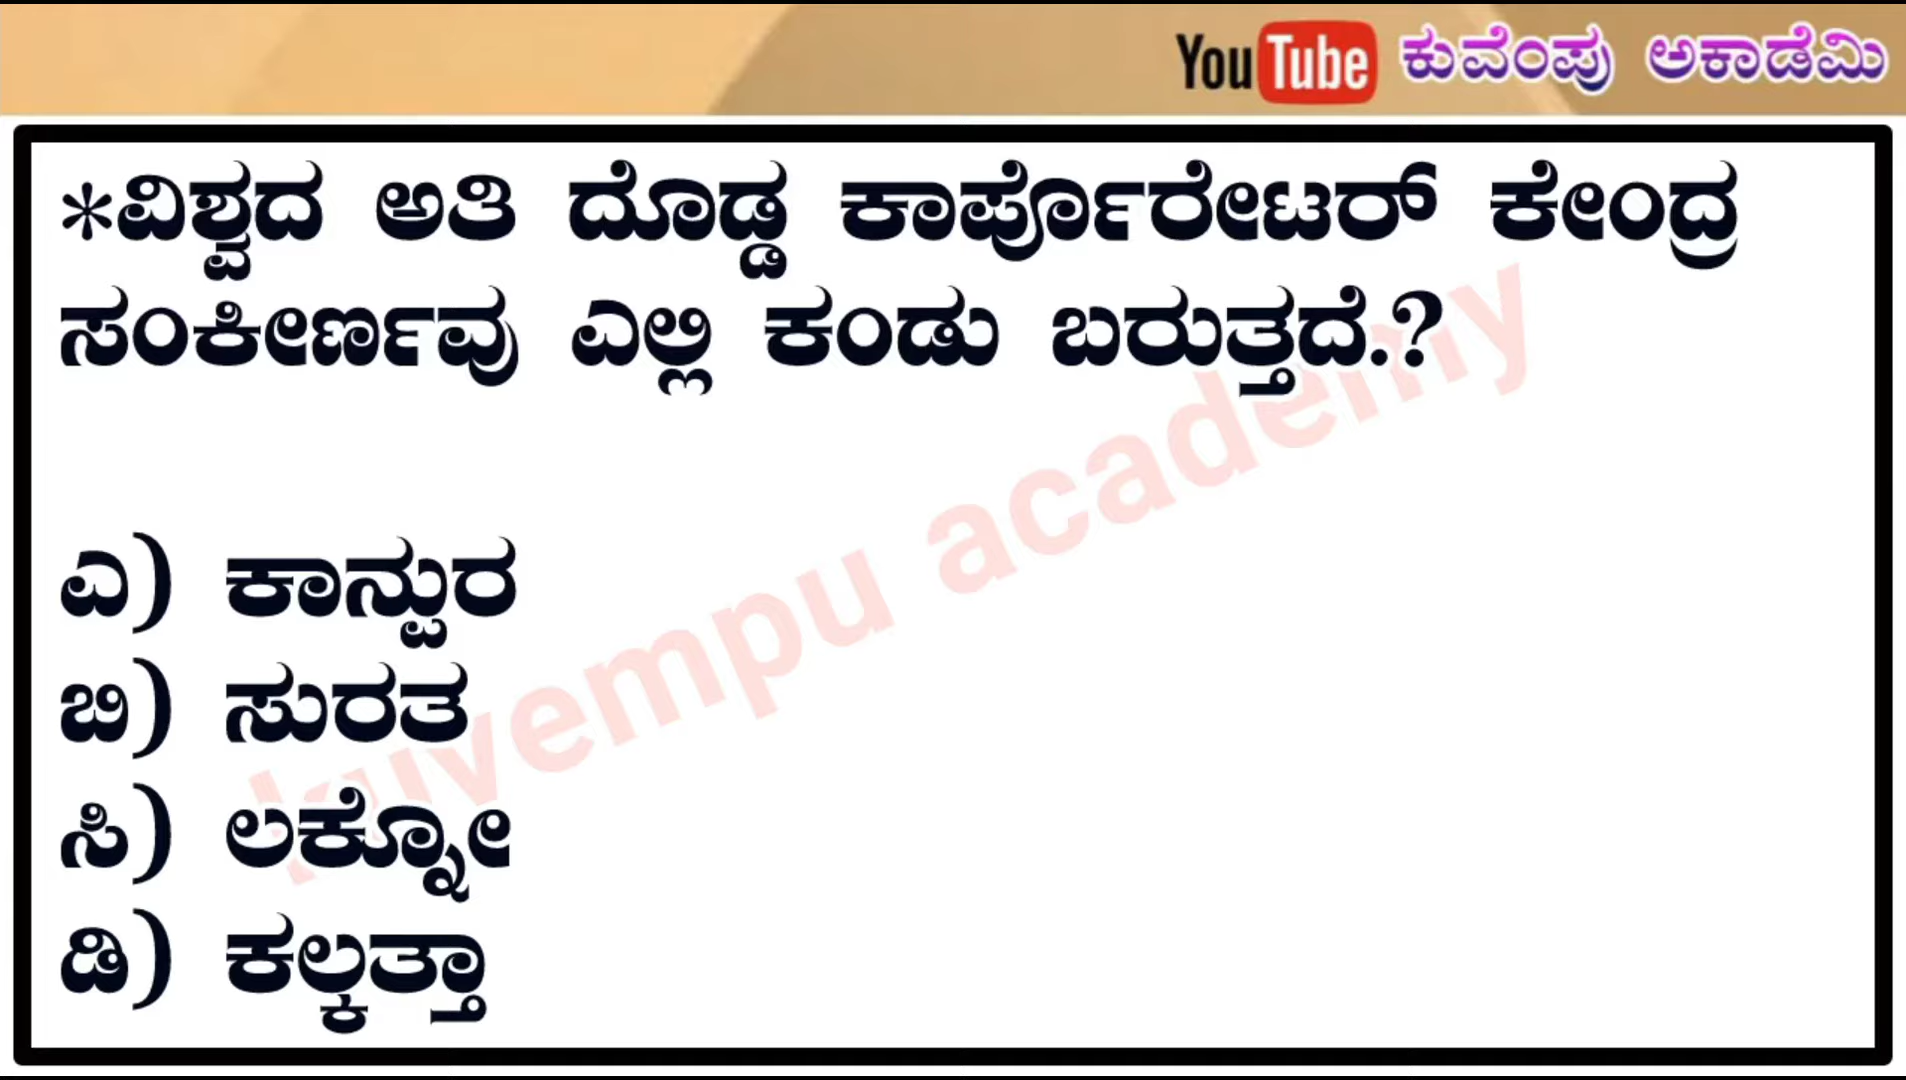 YouTube ಕುವೆಂಪು ಅಕಾಡೆಮಿ
*ವಿಶ್ವದ ಅತಿ ದೊಡ್ಡ ಕಾರ್ಪೊರೇಟರ್ ಕೇಂದ್ರ
ಸಂಕೀರ್ಣವು ಎಲ್ಲಿ ಕಂಡು ಬರುತ್ತದೆ.?
ಎ) ಕಾನ್ಪುರ
ಬಿ) ಸುರತ
ಸಿ) ಲಕ್ನೋ
ಡಿ) ಕಲ್ಕತ್ತಾ
kuvempu academy